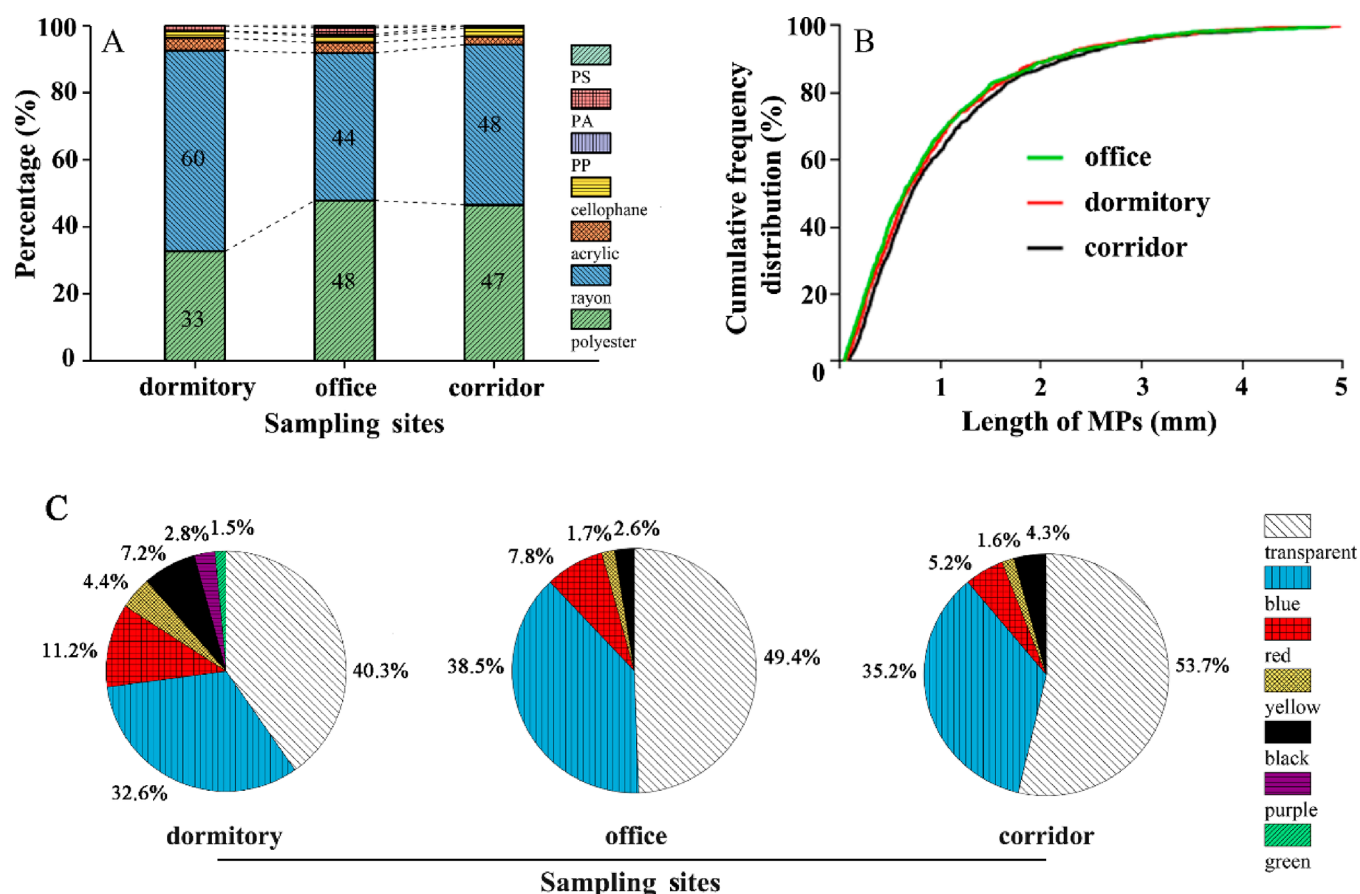 A
Percentage (%)
100
80
60
40
20
0
60
33
44
48
48
47
dormitory office corridor
Sampling sites
PS
PA
PP
cellophane
acrylic
rayon
polyester
B
Cumulative frequency
distribution (%)
100
80
60
40
20
0
office
dormitory
corridor
1 2 3 4 5
Length of MPs (mm)
C
1.5%
2.8%
7.2%
4.4%
11.2%
40.3%
32.6%
dormitory
2.6%
1.7%
7.8%
38.5%
49.4%
office
4.3%
1.6%
5.2%
35.2%
53.7%
corridor
Sampling sites
transparent
blue
red
yellow
black
purple
green